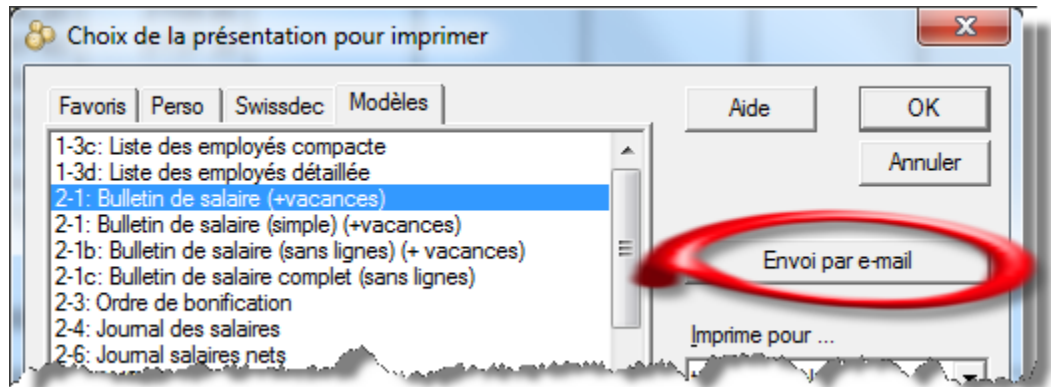 Choix de la présentation pour imprimer
Favoris Perso Swissdec Modèles
Aide OK
Annuler
1-3c: Liste des employés compacte
1-3d: Liste des employés détaillée
2-1: Bulletin de salaire (+vacances)
2-1: Bulletin de salaire (simple) (+vacances)
2-1b: Bulletin de salaire (sans lignes) (+ vacances)
2-1c: Bulletin de salaire complet (sans lignes)
2-3: Ordre de bonification
2-4: Journal des salaires
2-6: Journal salaires nets
Envoi par e-mail
Imprime pour ...